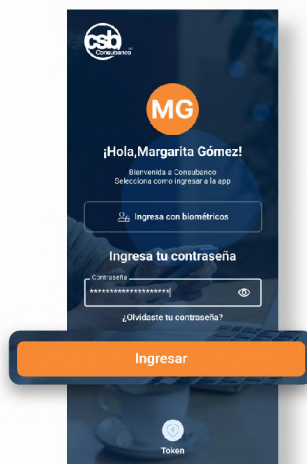 csb
Consubanco
MG
¡Hola,Margarita Gómez!
Bienvenida a Consubanco
Selecciona como ingresar a la app
Ingresa con biométricos
Ingresa tu contraseña
Contraseña
********************
¿Olvidaste tu contraseña?
Ingresar
Token